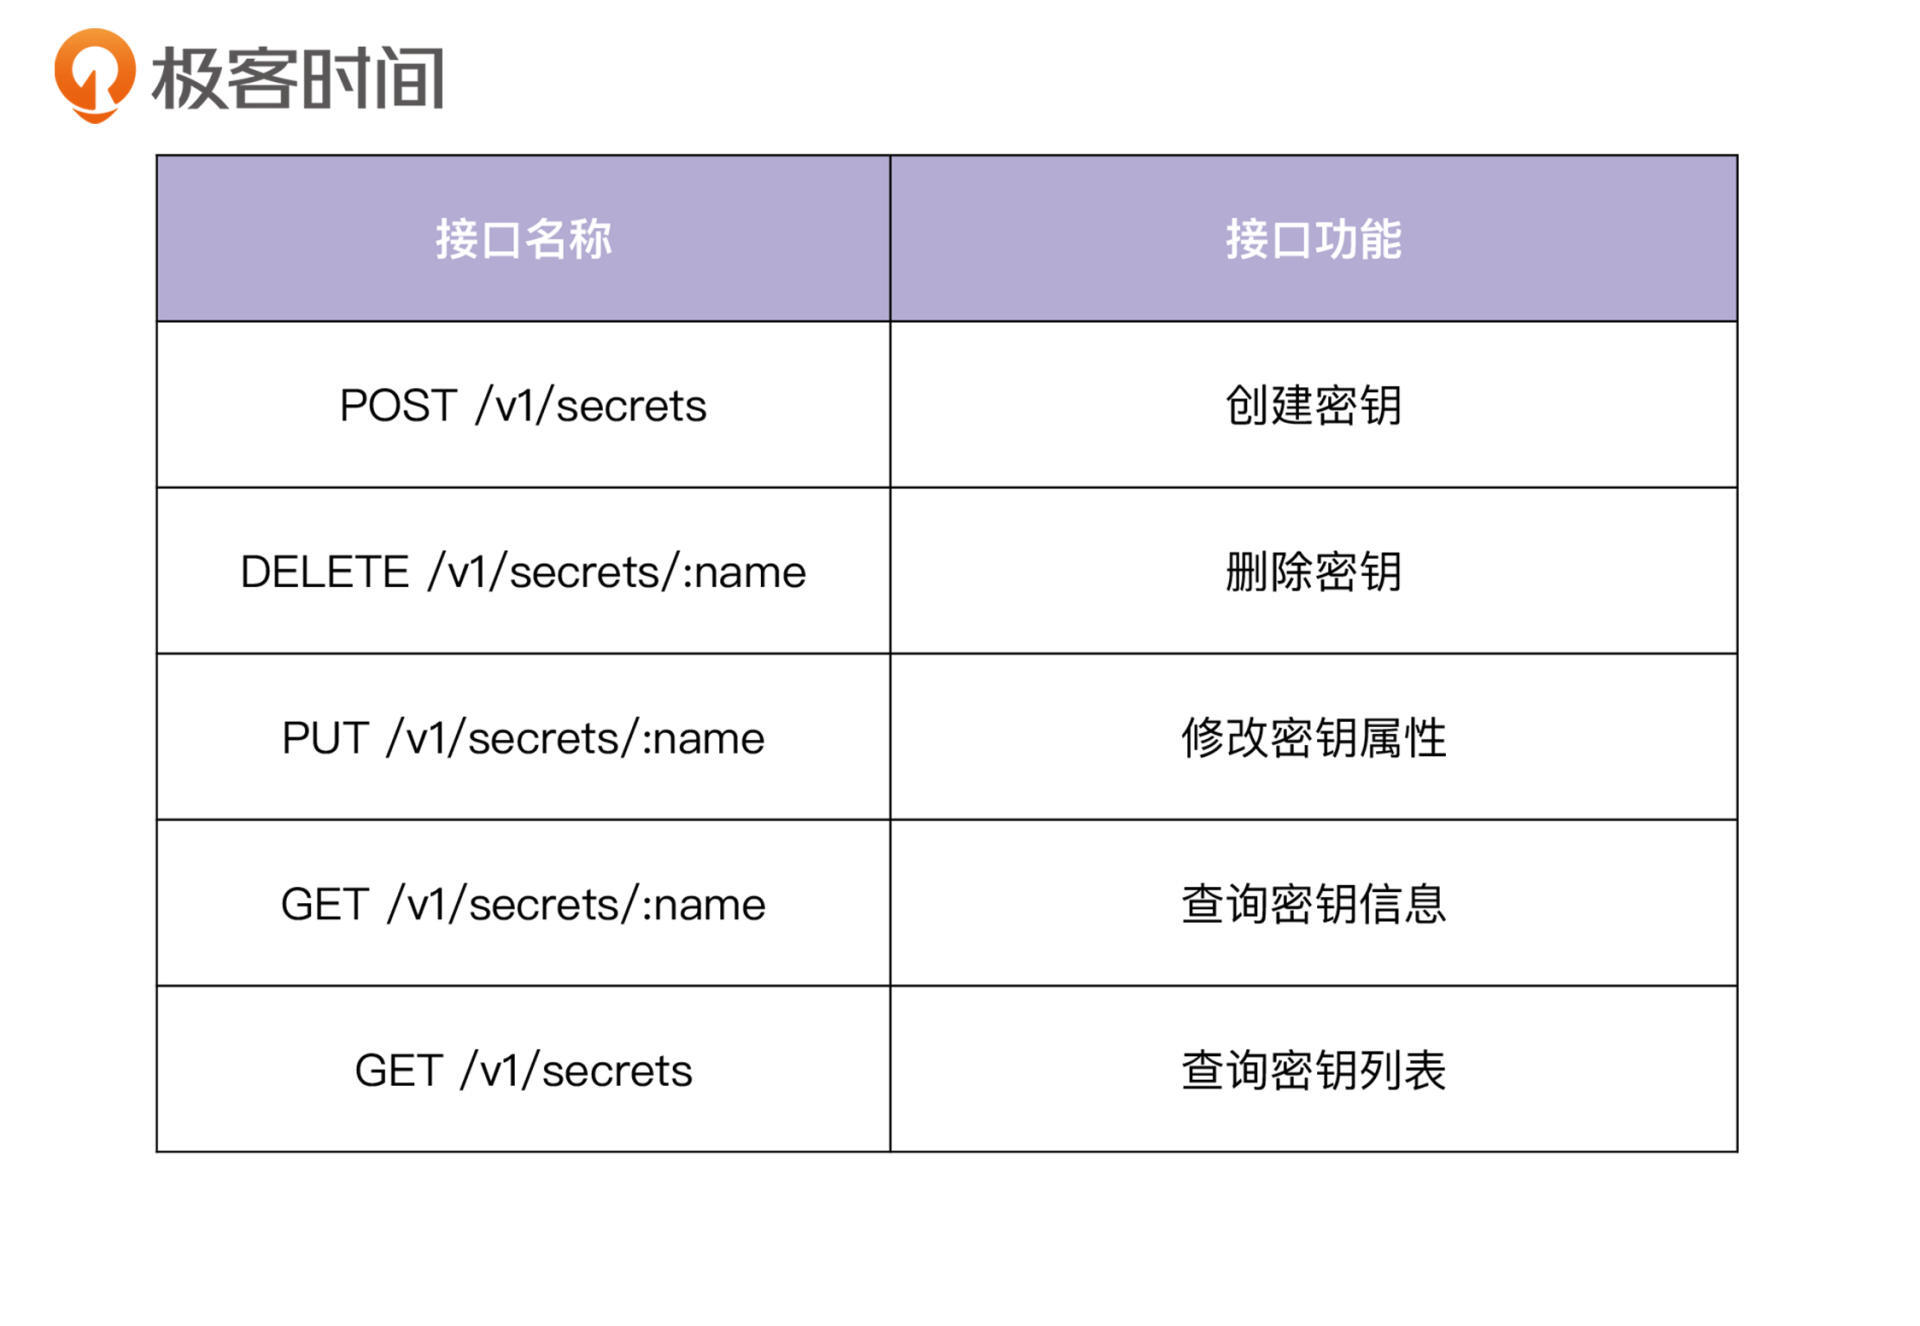 极客时间
接口名称 接口功能
POST /v1/secrets 创建密钥
DELETE /v1/secrets/:name 删除密钥
PUT /v1/secrets/:name 修改密钥属性
GET /v1/secrets/:name 查询密钥信息
GET /v1/secrets 查询密钥列表